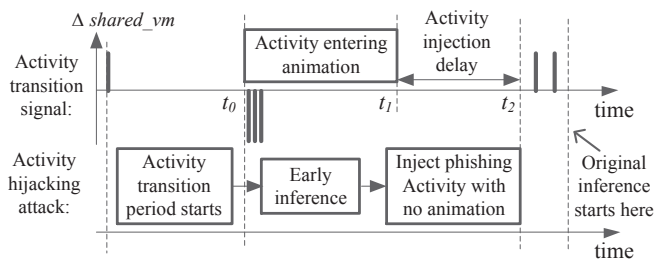 Δ shared_vm
Activity
transition
signal:
Activity entering
animation
Activity
injection
delay
t0
t1
t2
time
Activity
hijacking
attack:
Activity
transition
period starts
Early
inference
Inject phishing
Activity with
no animation
Original
inference
starts here
time